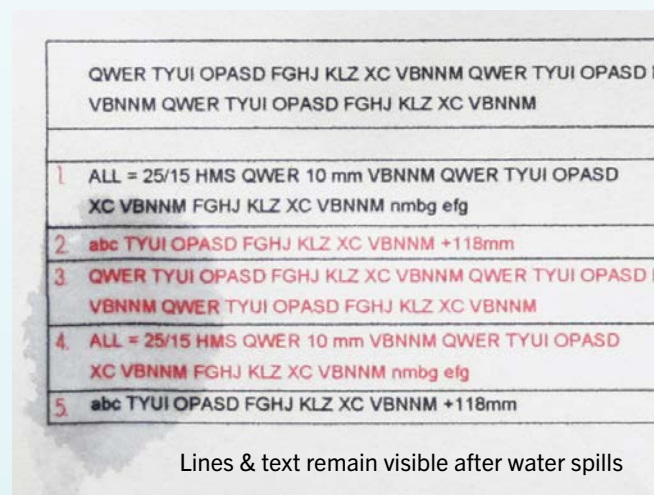 QWER TYUI OPASD FGHJ KLZ XC VBNNM QWER TYUI OPASD
VBNNM QWER TYUI OPASD FGHJ KLZ XC VBNNM
1. ALL = 25/15 HMS QWER 10 mm VBNNM QWER TYUI OPASD
XC VBNNM FGHJ KLZ XC VBNNM nmbg efg
2. abc TYUI OPASD FGHJ KLZ XC VBNNM +118mm
3. QWER TYUI OPASD FGHJ KLZ XC VBNNM QWER TYUI OPASD
VBNNM QWER TYUI OPASD FGHJ KLZ XC VBNNM
4. ALL = 25/15 HMS QWER 10 mm VBNNM QWER TYUI OPASD
XC VBNNM FGHJ KLZ XC VBNNM nmbg efg
5. abc TYUI OPASD FGHJ KLZ XC VBNNM +118mm
Lines & text remain visible after water spills